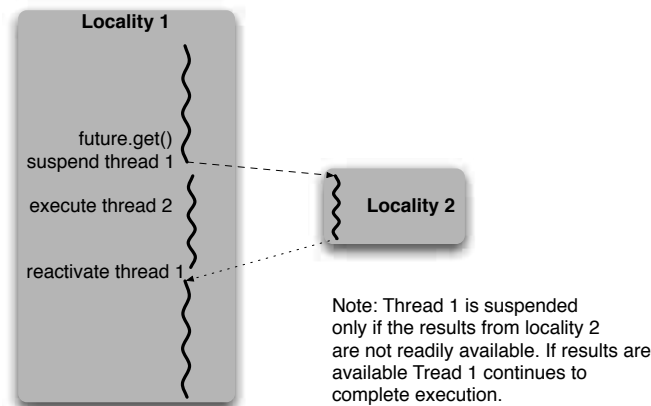 Locality 1
future.get()
suspend thread 1
execute thread 2
Locality 2
reactivate thread 1
Note: Thread 1 is suspended
only if the results from locality 2
are not readily available. If results are
available Tread 1 continues to
complete execution.